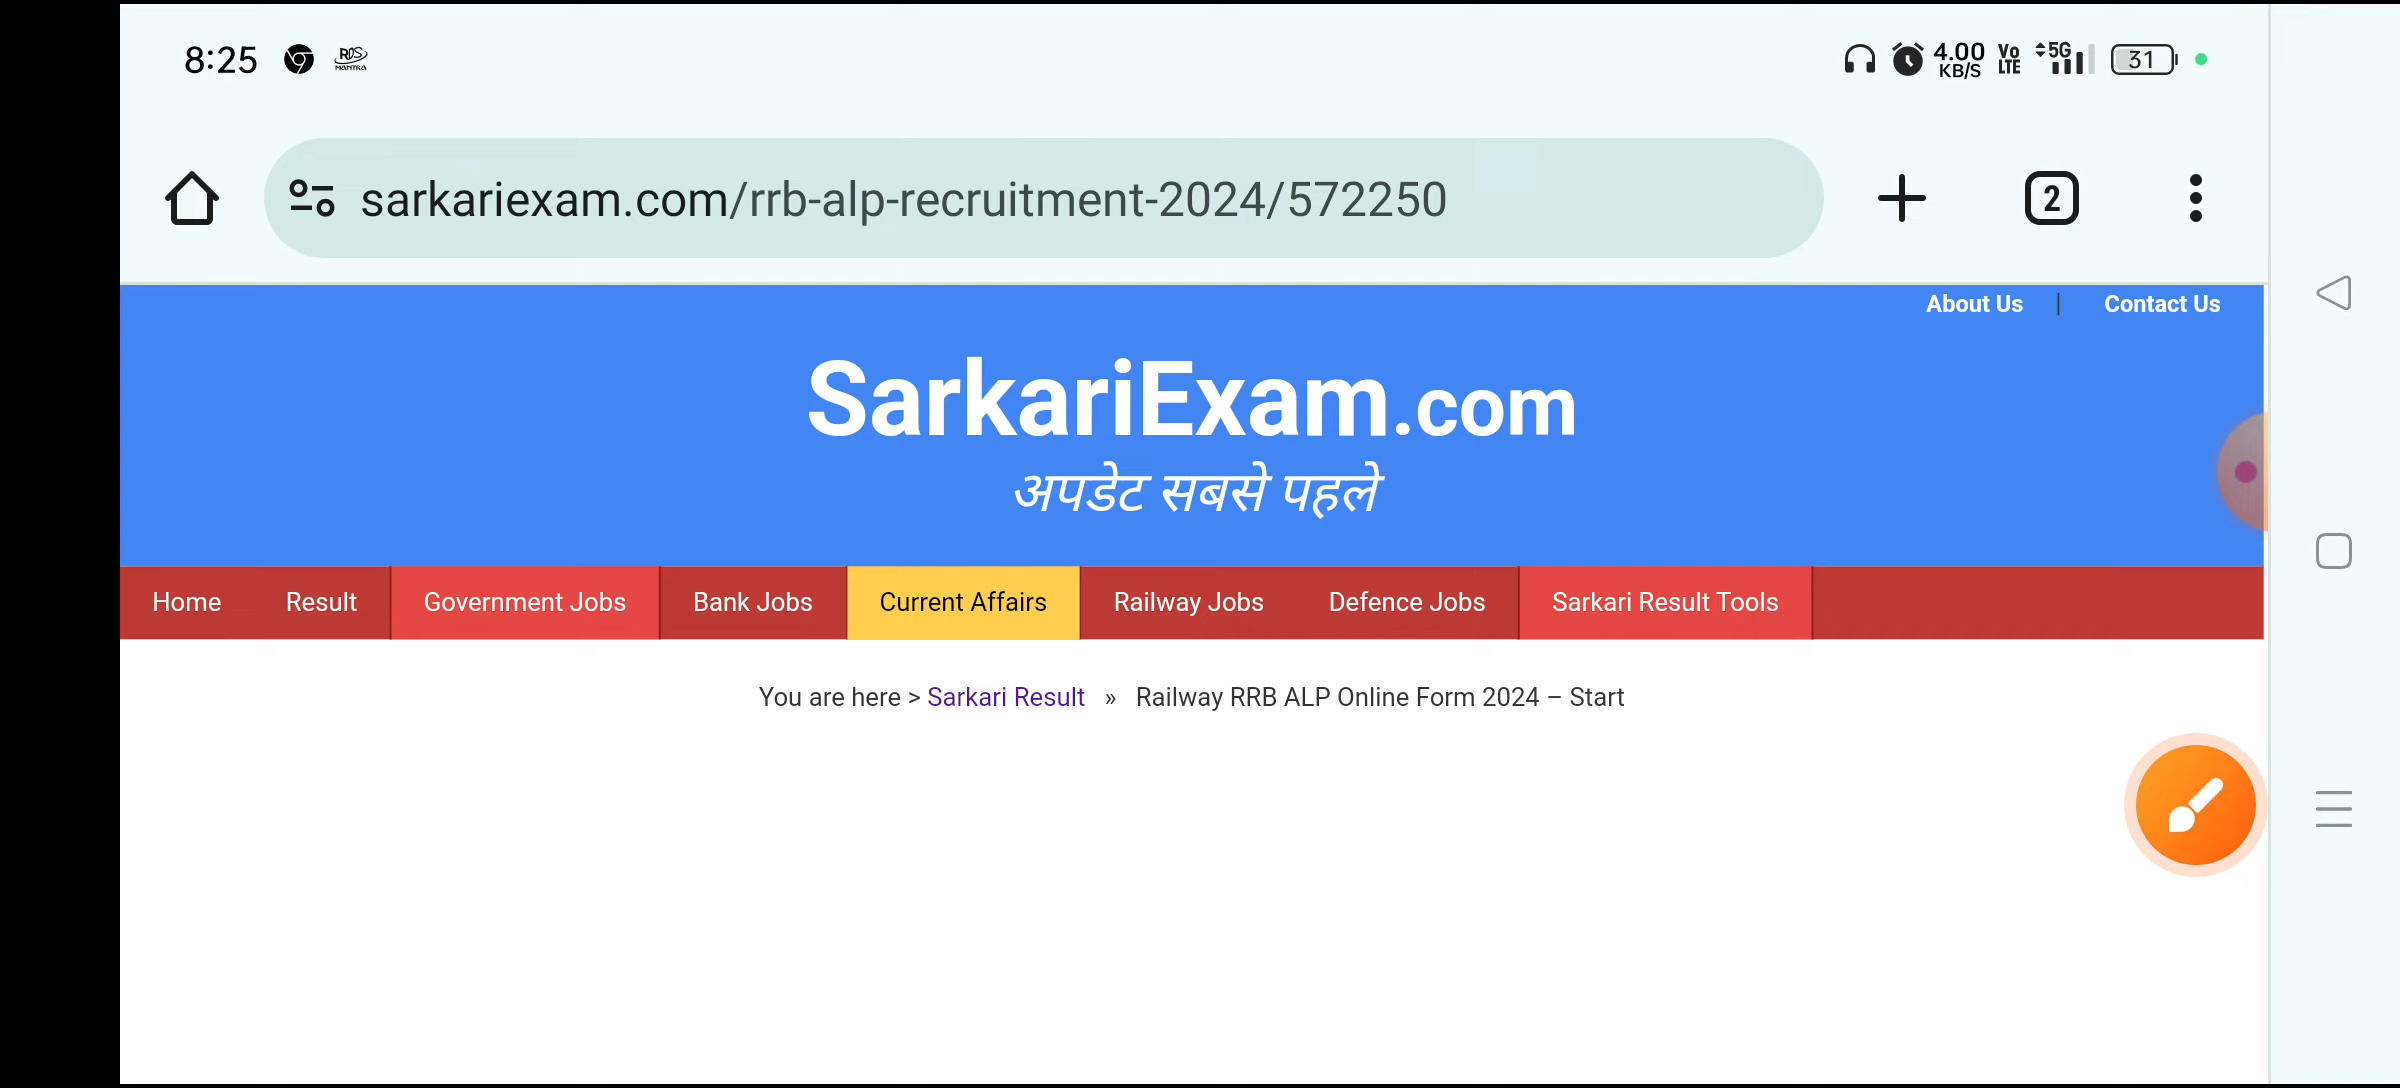 8:25 RDS MANTRA 4.00 KB/S Vo LTE 5G 31
sarkariexam.com/rrb-alp-recruitment-2024/572250 2
About Us | Contact Us
SarkariExam.com
अपडेट सबसे पहले
Home Result Government Jobs Bank Jobs Current Affairs Railway Jobs Defence Jobs Sarkari Result Tools
You are here > Sarkari Result » Railway RRB ALP Online Form 2024 – Start